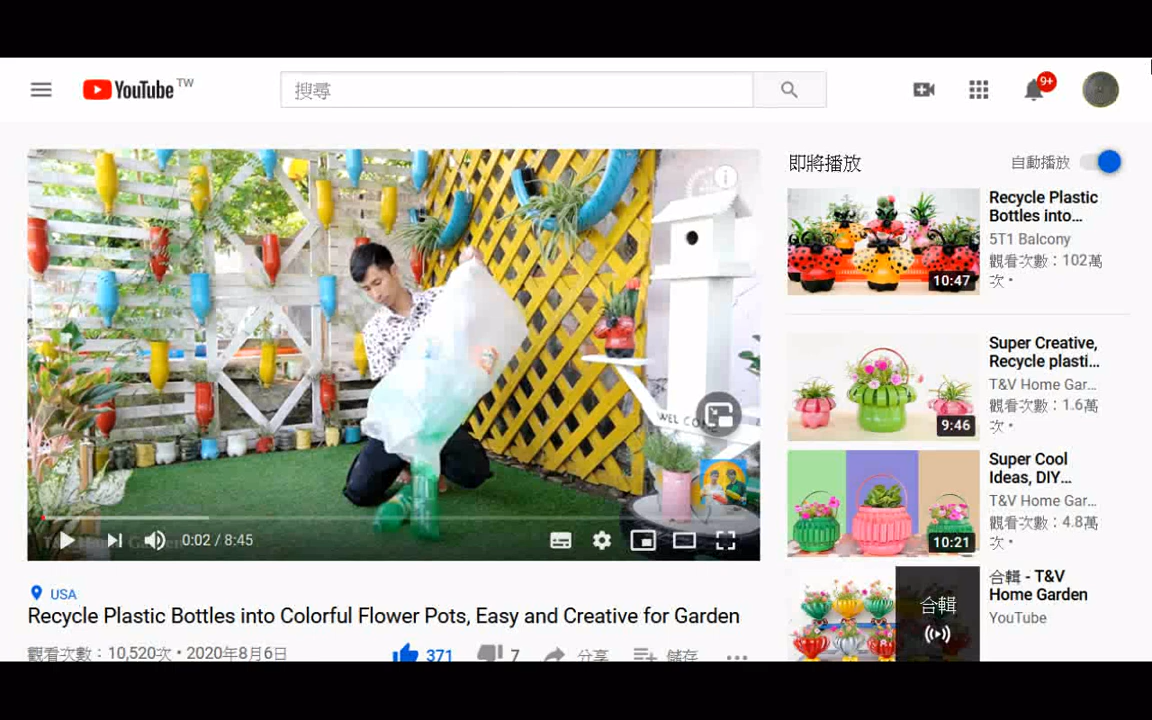 YouTube TW
搜尋
9+
WEL COME
0:02 / 8:45
USA
Recycle Plastic Bottles into Colorful Flower Pots, Easy and Creative for Garden
觀看次數：10,520次 • 2020年8月6日
371
7
分享
儲存
即將播放
自動播放
10:47
Recycle Plastic
Bottles into...
5T1 Balcony
觀看次數：102萬
次 •
9:46
Super Creative,
Recycle plasti...
T&V Home Gar...
觀看次數：1.6萬
次 •
10:21
Super Cool
Ideas, DIY...
T&V Home Gar...
觀看次數：4.8萬
次 •
合輯
合輯 - T&V
Home Garden
YouTube